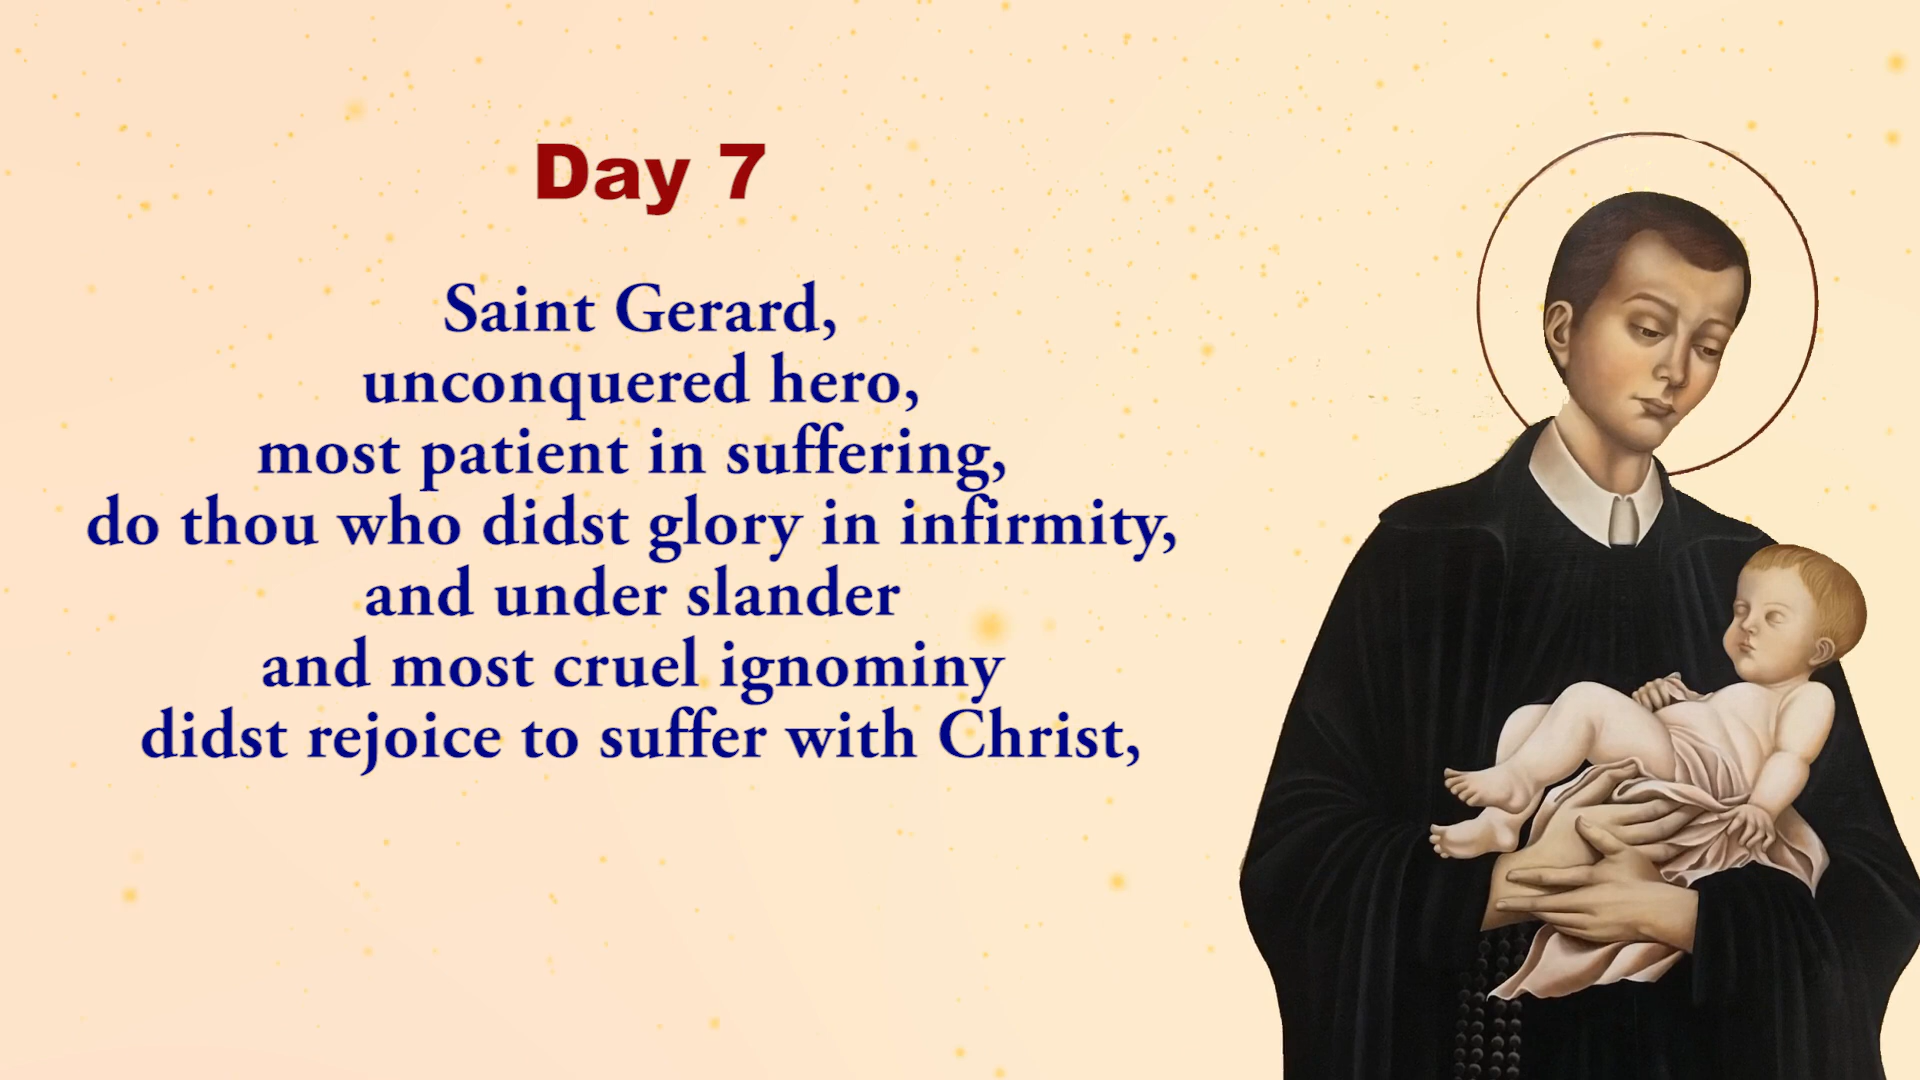 Day 7
Saint Gerard,
unconquered hero,
most patient in suffering,
do thou who didst glory in infirmity,
and under slander
and most cruel ignominy
didst rejoice to suffer with Christ,